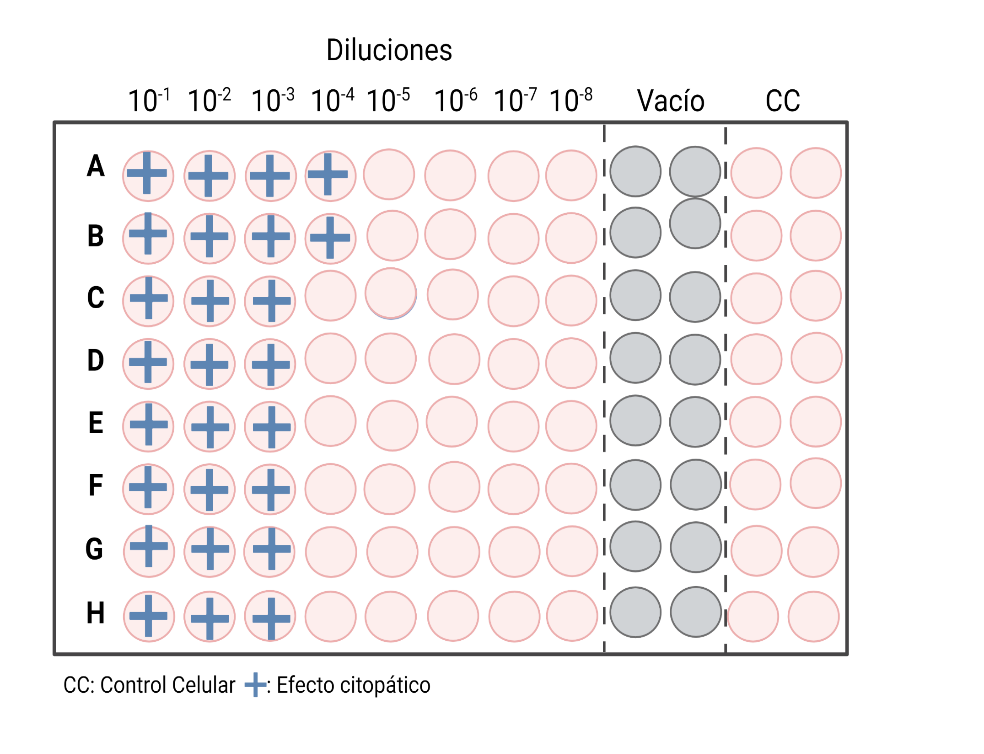 Diluciones
10-1 10-2 10-3 10-4 10-5 10-6 10-7 10-8 Vacío CC
A
B
C
D
E
F
G
H
CC: Control Celular +: Efecto citopático